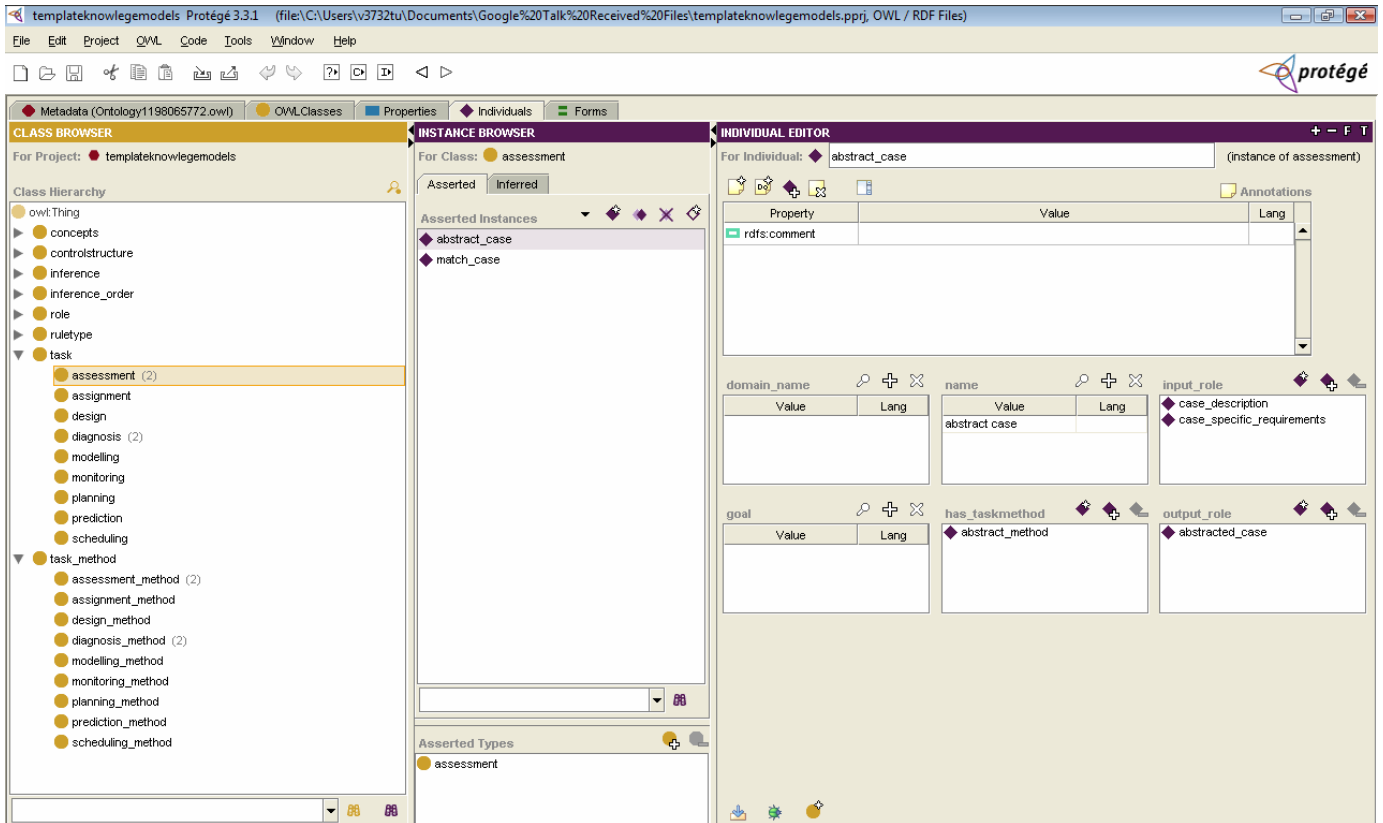 templateknowlegemodels Protégé 3.3.1 (file:\C:\Users\v3732tu\Documents\Google%20Talk%20Received%20Files\templateknowlegemodels.pprj, OWL / RDF Files)
File Edit Project OWL Code Tools Window Help
protégé
Metadata (Ontology1198065772.owl) OWLClasses Properties Individuals Forms
CLASS BROWSER
For Project: templateknowlegemodels
Class Hierarchy
owl:Thing
concepts
controlstructure
inference
inference_order
role
ruletype
task
assessment (2)
assignment
design
diagnosis (2)
modelling
monitoring
planning
prediction
scheduling
task_method
assessment_method (2)
assignment_method
design_method
diagnosis_method (2)
modelling_method
monitoring_method
planning_method
prediction_method
scheduling_method
INSTANCE BROWSER
For Class: assessment
Asserted Inferred
Asserted Instances
abstract_case
match_case
Asserted Types
assessment
INDIVIDUAL EDITOR + - F T
For Individual: abstract_case (instance of assessment)
Annotations
Property Value Lang
rdfs:comment
domain_name
Value Lang
name
Value Lang
abstract case
input_role
case_description
case_specific_requirements
goal
Value Lang
has_taskmethod
abstract_method
output_role
abstracted_case